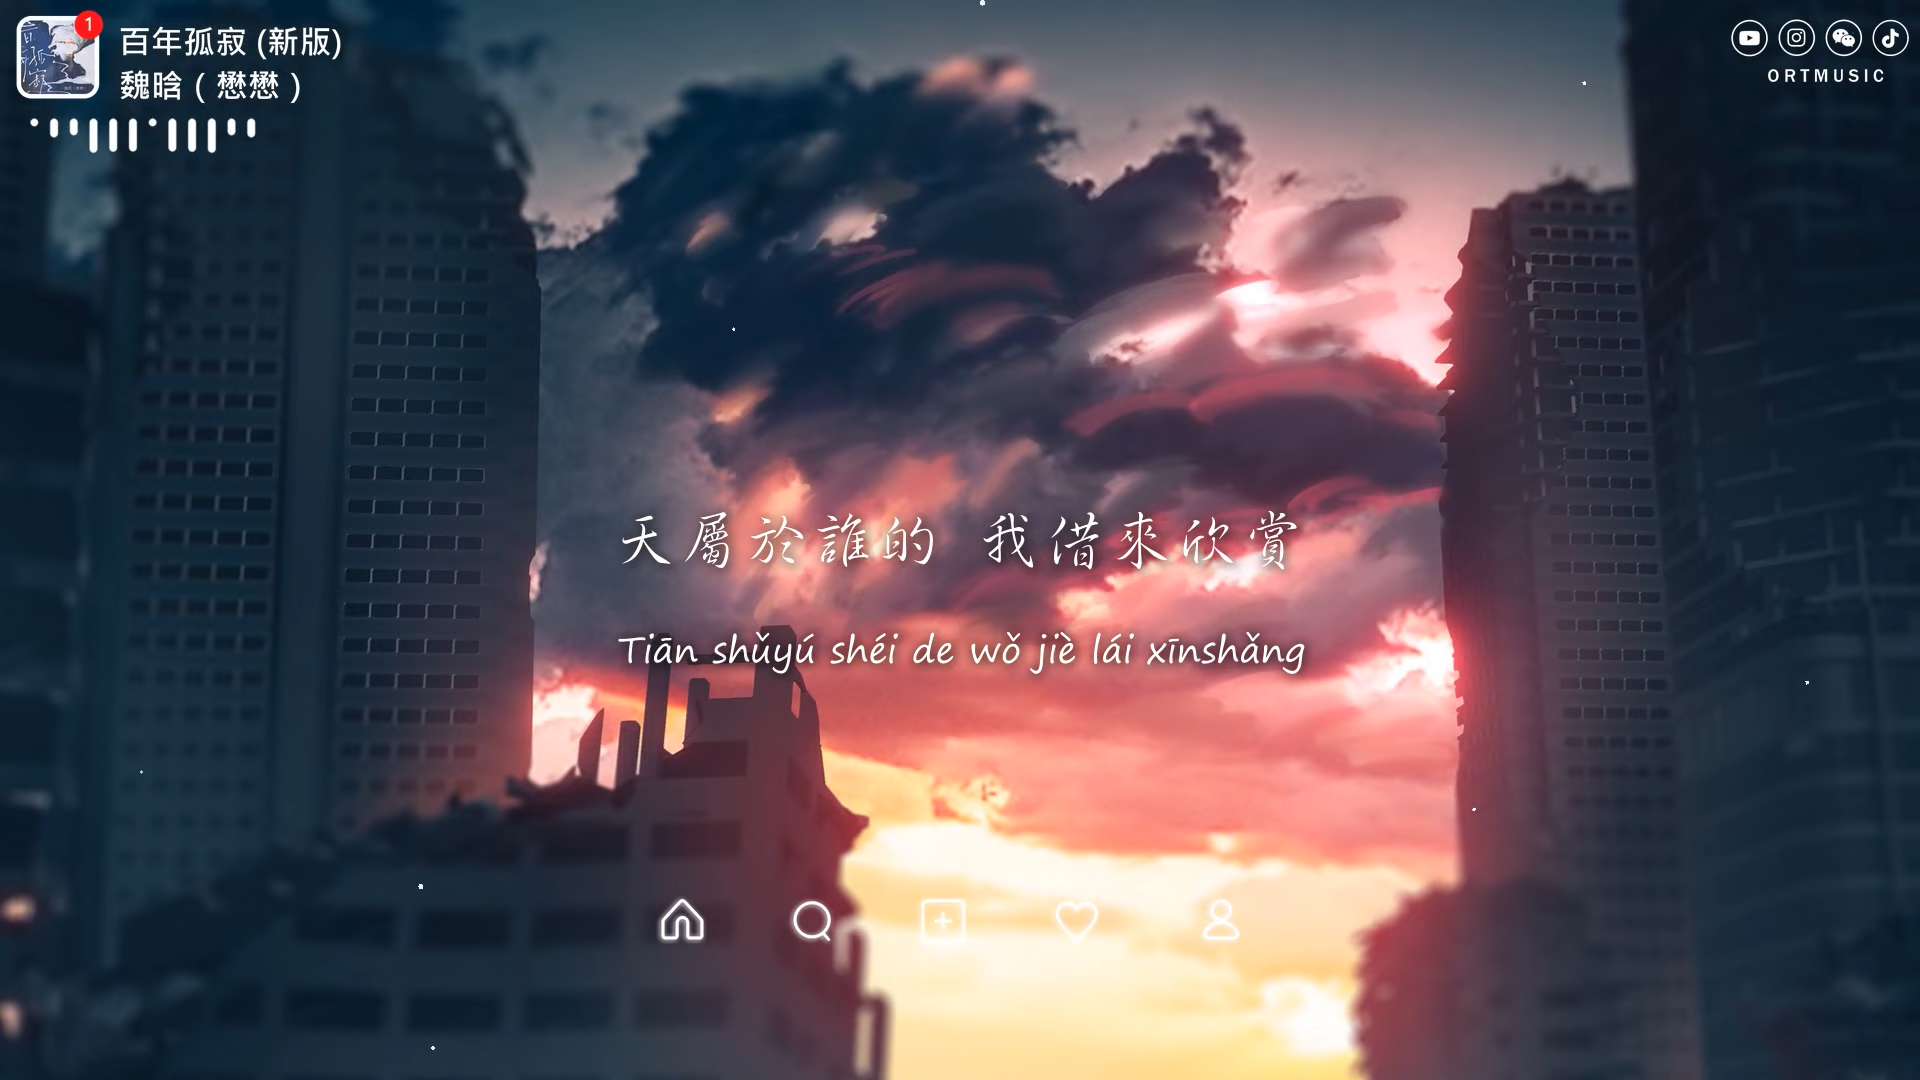 1
百年孤寂 (新版)
魏晗（懋懋）
ORTMUSIC
天屬於誰的 我借來欣賞
Tiān shǔyú shéi de wǒ jiè lái xīnshǎng